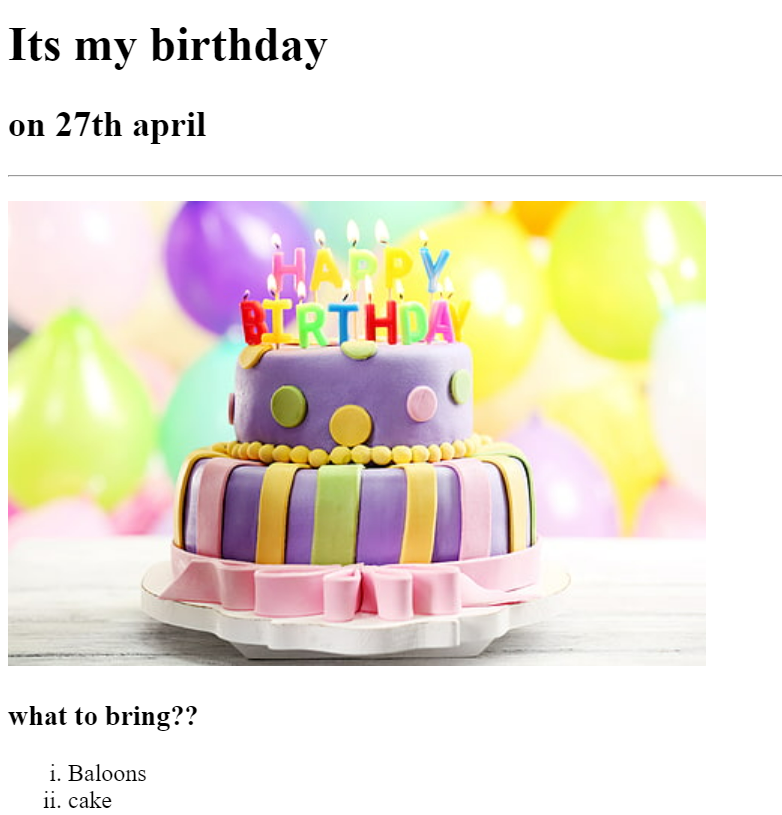 Its my birthday
on 27th april
HAPPY
BIRTHDAY
what to bring??
i. Baloons
ii. cake